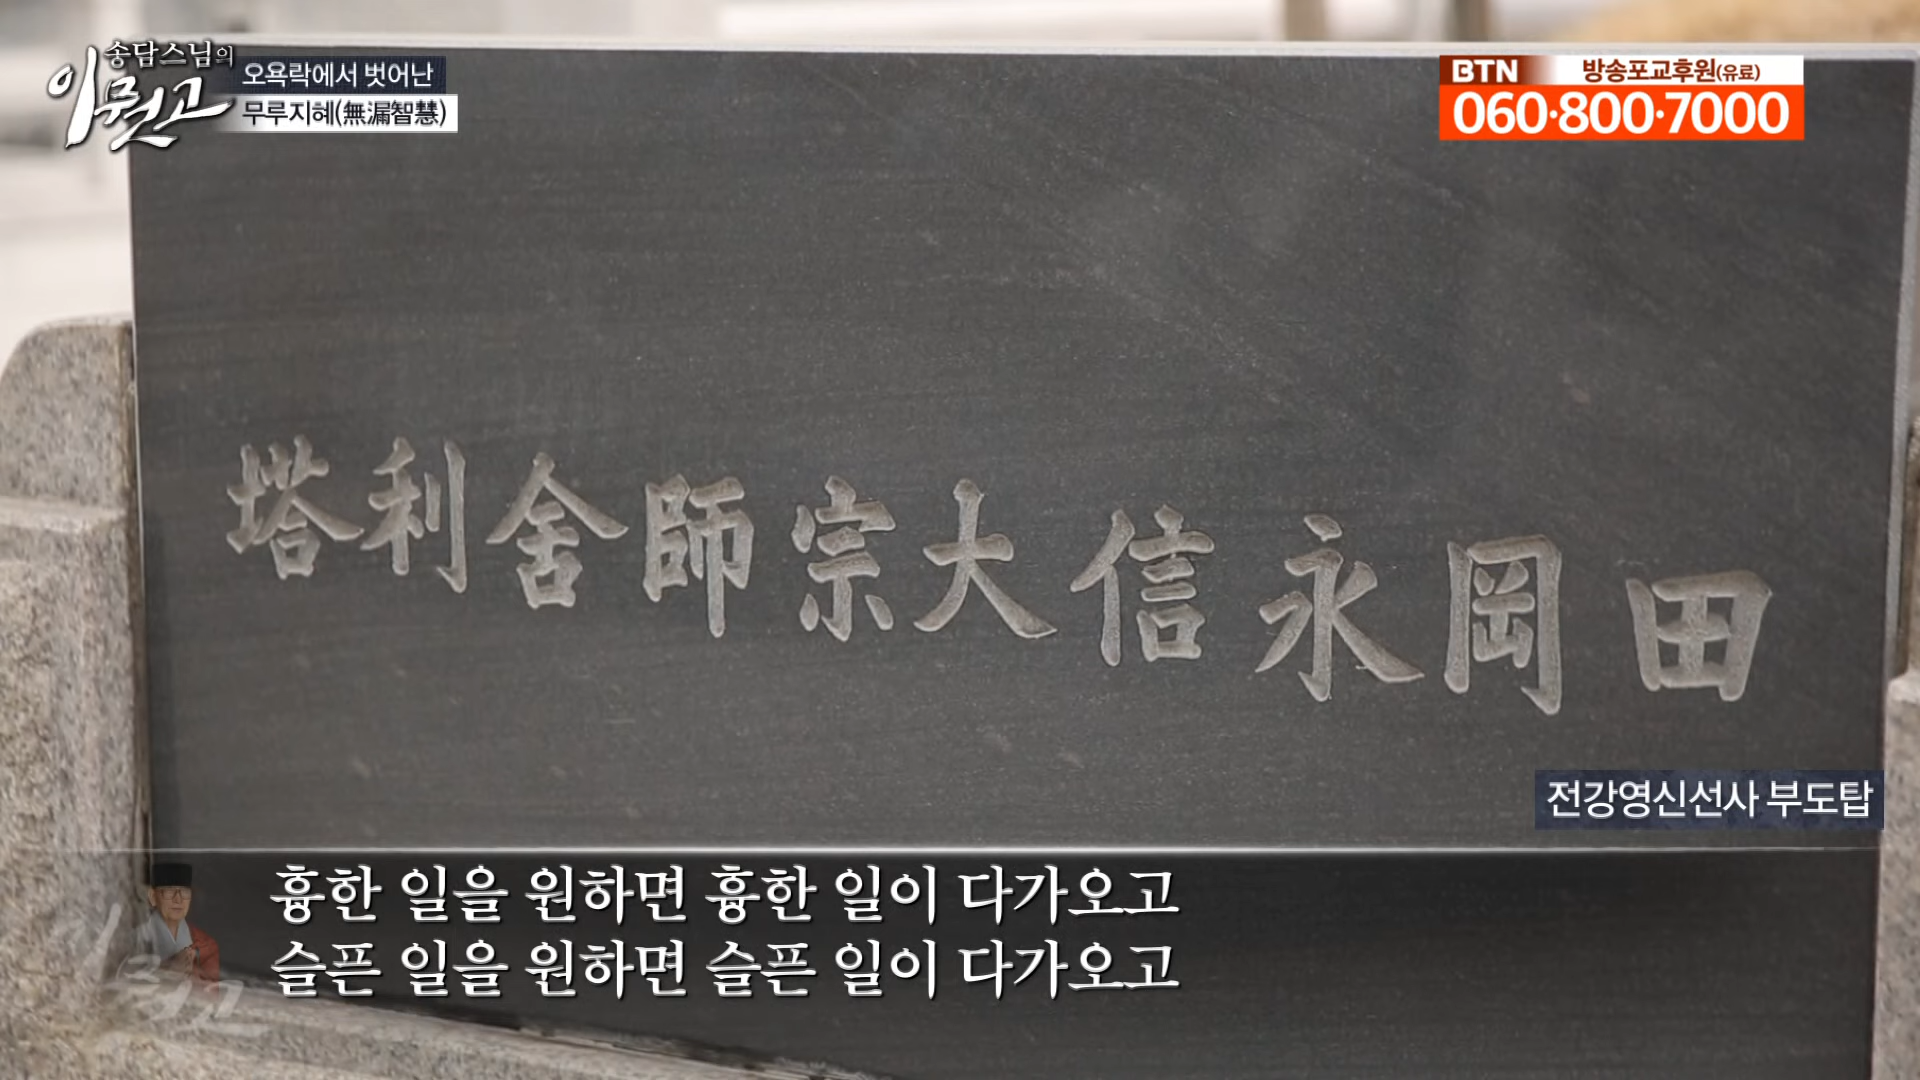 송담스님의
이뭣고
오욕락에서 벗어난
무루지혜(無漏智慧)
BTN 방송포교후원(유료)
060·800·7000
塔利舍師宗大信永岡田
전강영신선사 부도탑
흉한 일을 원하면 흉한 일이 다가오고
슬픈 일을 원하면 슬픈 일이 다가오고